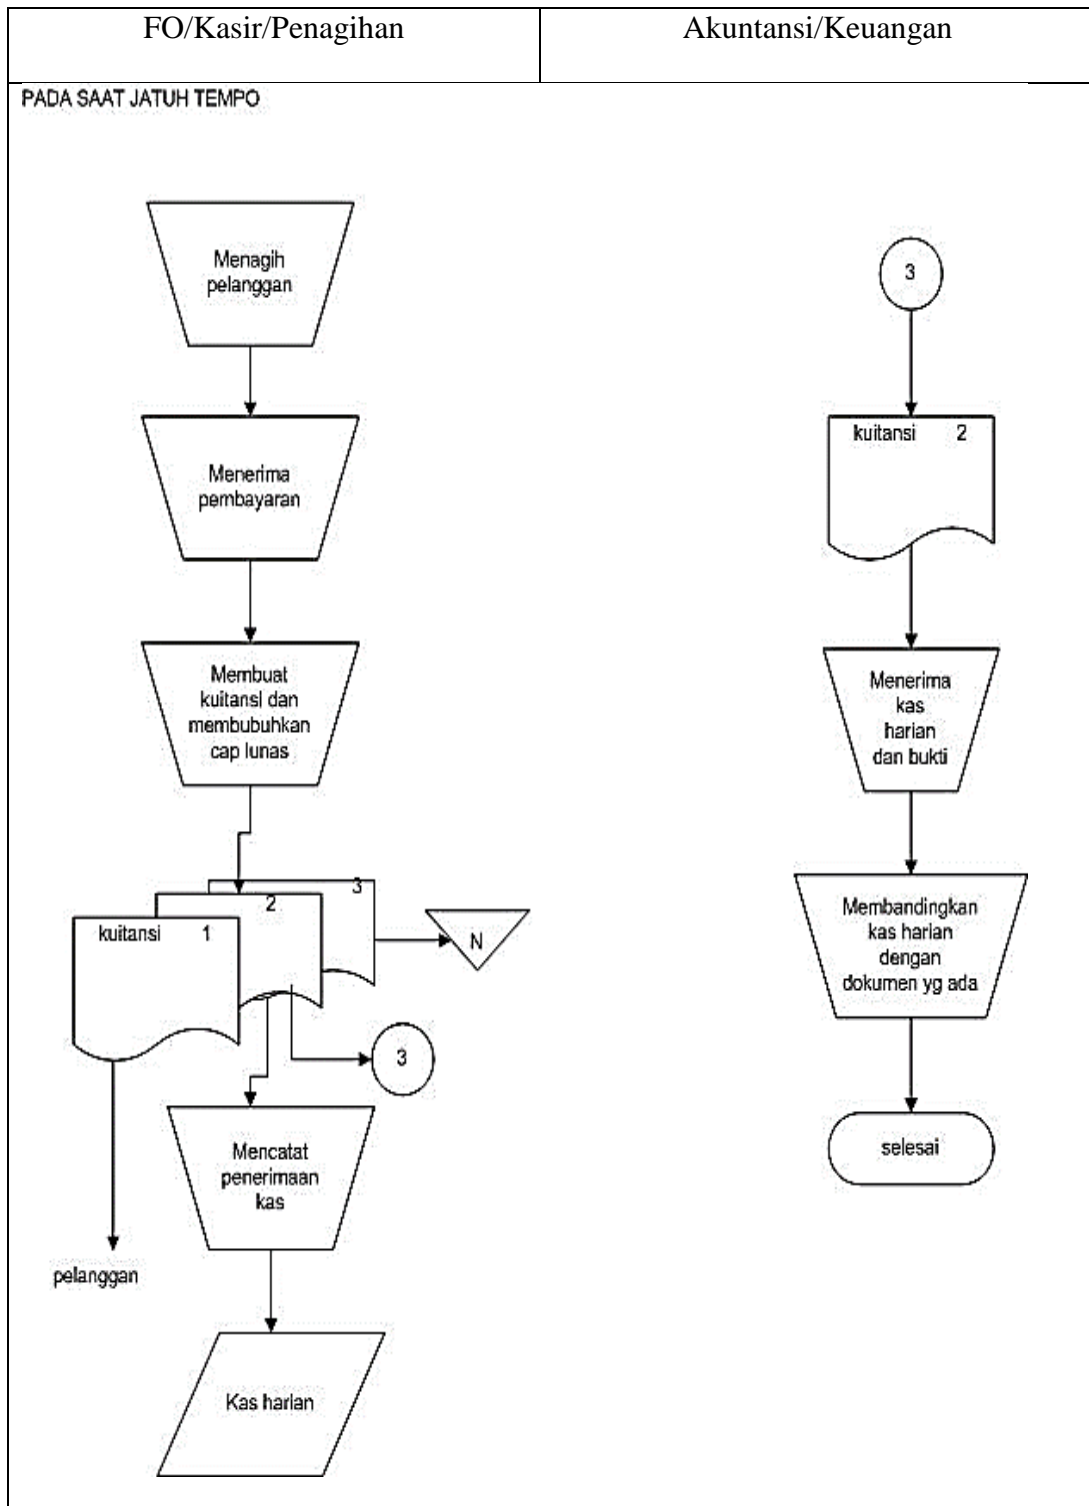 FO/Kasir/Penagihan
Akuntansi/Keuangan
PADA SAAT JATUH TEMPO
Menagih
pelanggan
Menerima
pembayaran
Membuat
kuitansi dan
membubuhkan
cap lunas
3
2
kuitansi 1
N
3
Mencatat
penerimaan
kas
pelanggan
Kas harian
3
kuitansi 2
Menerima
kas
harian
dan bukti
Membandingkan
kas harian
dengan
dokumen yg ada
selesai